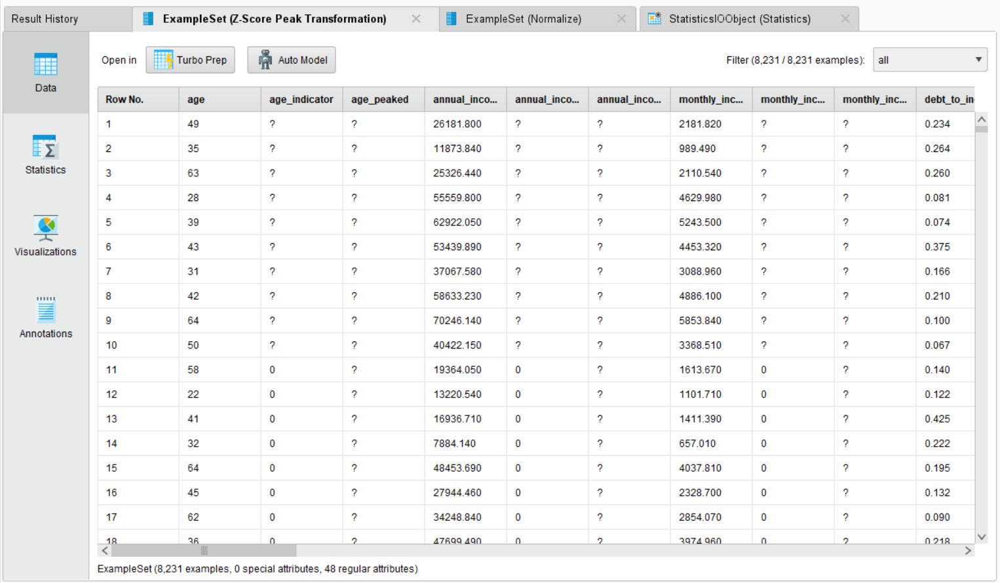 Result History ExampleSet (Z-Score Peak Transformation) ExampleSet (Normalize) StatisticsIOObject (Statistics)
Open in Turbo Prep Auto Model Filter (8,231 / 8,231 examples): all
Data
Statistics
Visualizations
Annotations
Row No. age age_indicator age_peaked annual_inco... annual_inco... annual_inco... monthly_inc... monthly_inc... monthly_inc... debt_to_in
1 49 ? ? 26181.800 ? ? 2181.820 ? ? 0.234
2 35 ? ? 11873.840 ? ? 989.490 ? ? 0.264
3 63 ? ? 25326.440 ? ? 2110.540 ? ? 0.260
4 28 ? ? 55559.800 ? ? 4629.980 ? ? 0.081
5 39 ? ? 62922.050 ? ? 5243.500 ? ? 0.074
6 43 ? ? 53439.890 ? ? 4453.320 ? ? 0.375
7 31 ? ? 37067.580 ? ? 3088.960 ? ? 0.166
8 42 ? ? 58633.230 ? ? 4886.100 ? ? 0.210
9 64 ? ? 70246.140 ? ? 5853.840 ? ? 0.100
10 50 ? ? 40422.150 ? ? 3368.510 ? ? 0.067
11 58 0 ? 19364.050 0 ? 1613.670 0 ? 0.140
12 22 0 ? 13220.540 0 ? 1101.710 0 ? 0.122
13 41 0 ? 16936.710 0 ? 1411.390 0 ? 0.425
14 32 0 ? 7884.140 0 ? 657.010 0 ? 0.222
15 64 0 ? 48453.690 0 ? 4037.810 0 ? 0.195
16 45 0 ? 27944.460 0 ? 2328.700 0 ? 0.132
17 62 0 ? 34248.840 0 ? 2854.070 0 ? 0.090
18 36 0 ? 47699.490 0 ? 3974.960 0 ? 0.218
ExampleSet (8,231 examples, 0 special attributes, 48 regular attributes)